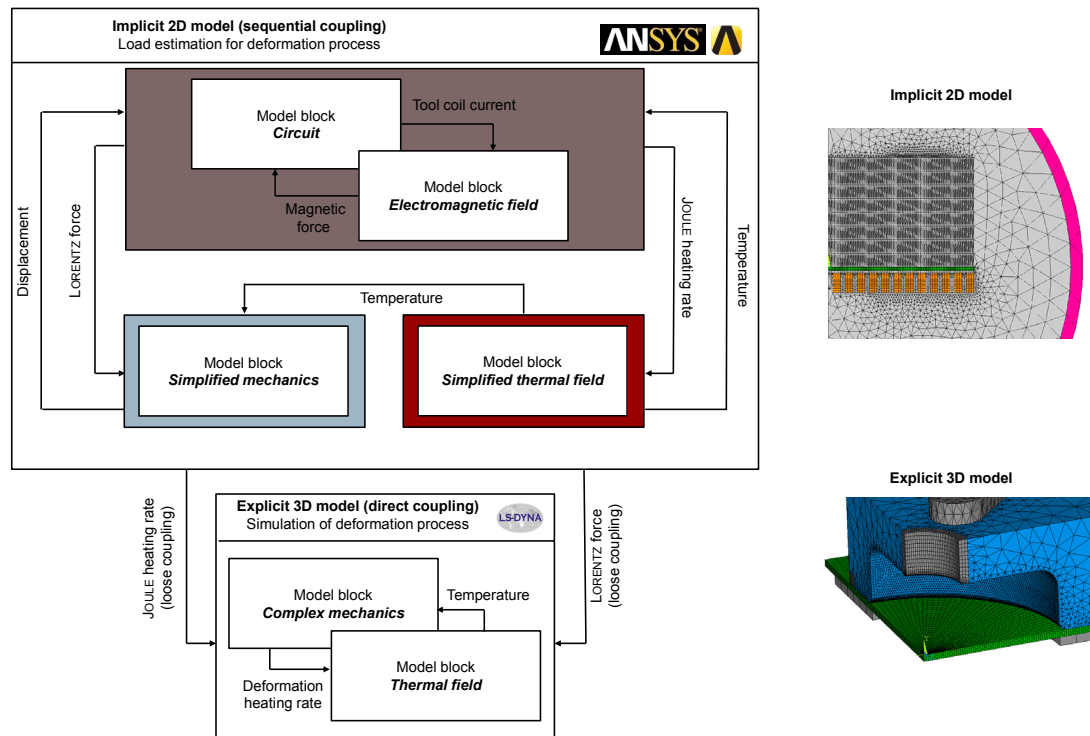 Implicit 2D model (sequential coupling)
Load estimation for deformation process
ANSYS
Implicit 2D model
Tool coil current
Model block
Circuit
Model block
Electromagnetic field
Magnetic
force
Displacement
LORENTZ force
JOULE heating rate
Temperature
Temperature
Model block
Simplified mechanics
Model block
Simplified thermal field
Explicit 3D model
JOULE heating rate
(loose coupling)
Explicit 3D model (direct coupling)
Simulation of deformation process
LS-DYNA
LORENTZ force
(loose coupling)
Model block
Complex mechanics
Temperature
Model block
Thermal field
Deformation
heating rate
Y